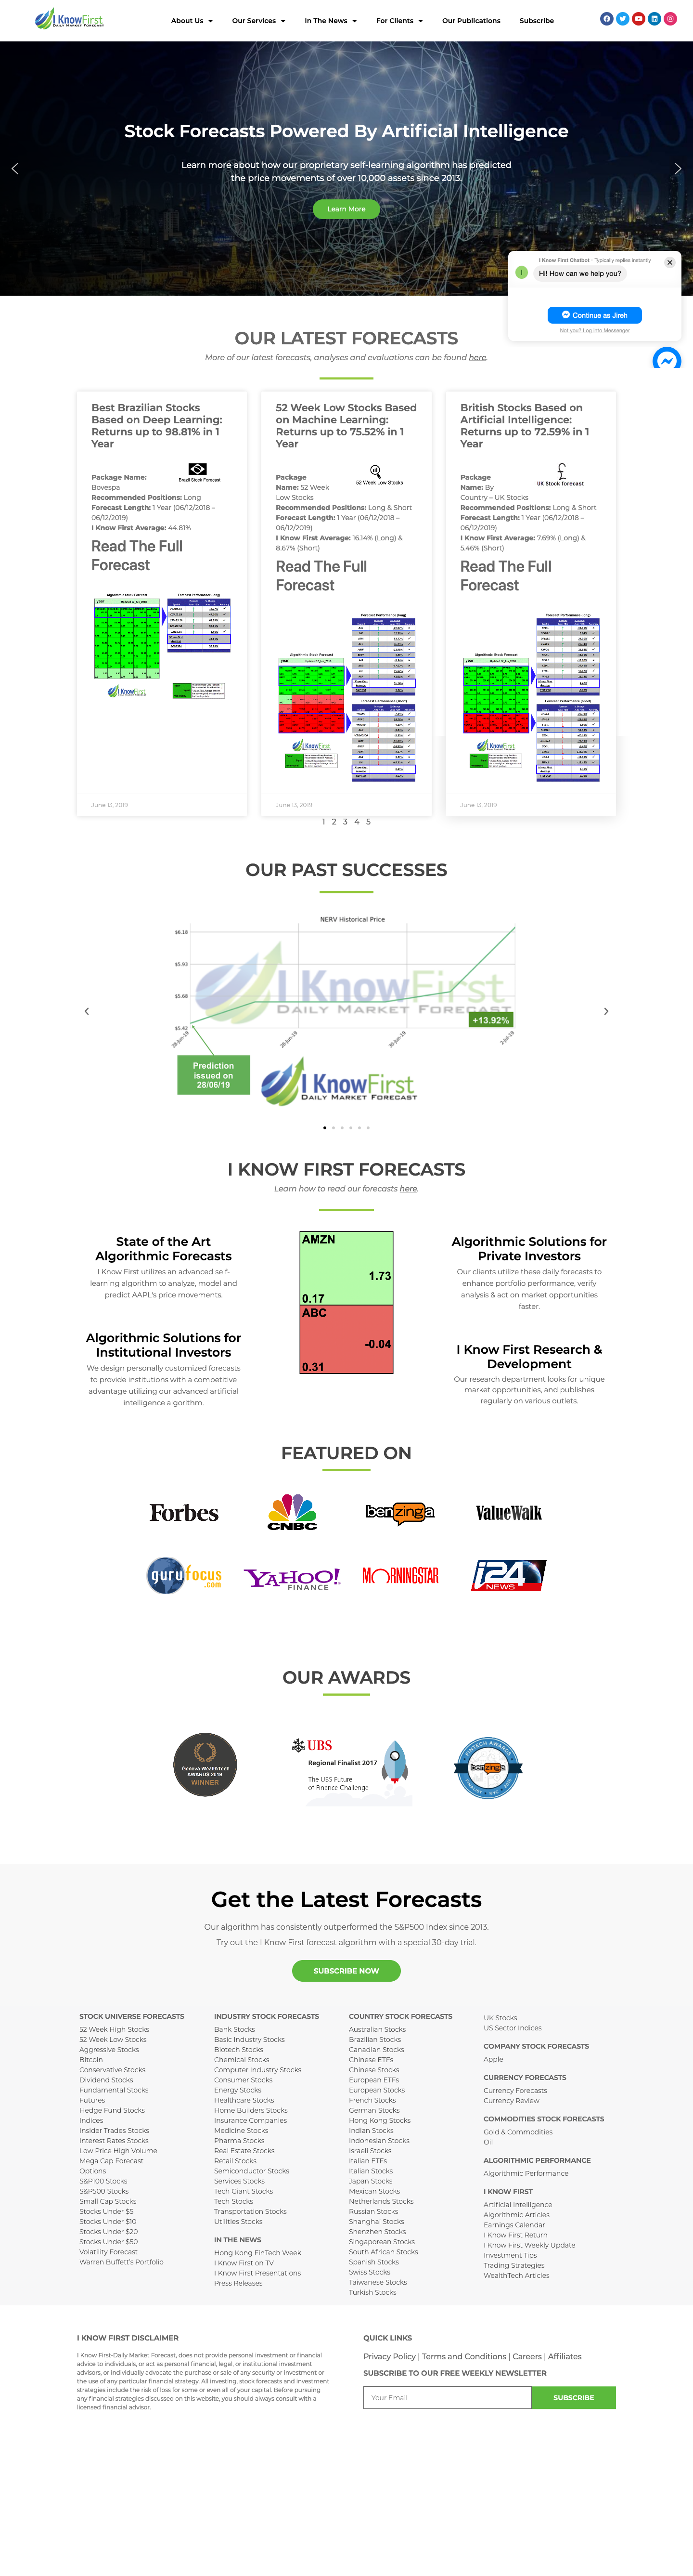 I KnowFirst
DAILY MARKET FORECAST
About Us
Our Services
In The News
For Clients
Our Publications
Subscribe
Stock Forecasts Powered By Artificial Intelligence
Learn more about how our proprietary self-learning algorithm has predicted
the price movements of over 10,000 assets since 2013.
Learn More
I Know First Chatbot · Typically replies instantly
I
Hi! How can we help you?
Continue as Jireh
Not you? Log into Messenger
OUR LATEST FORECASTS
More of our latest forecasts, analyses and evaluations can be found here.
Best Brazilian Stocks
Based on Deep Learning:
Returns up to 98.81% in 1
Year
Package Name:
Bovespa
Brazil Stock Forecast
Recommended Positions: Long
Forecast Length: 1 Year (06/12/2018 –
06/12/2019)
I Know First Average: 44.81%
Read The Full
Forecast
June 13, 2019
52 Week Low Stocks Based
on Machine Learning:
Returns up to 75.52% in 1
Year
Package
Name: 52 Week
Low Stocks
52 Week Low Stocks
Recommended Positions: Long & Short
Forecast Length: 1 Year (06/12/2018 –
06/12/2019)
I Know First Average: 16.14% (Long) &
8.67% (Short)
Read The Full
Forecast
June 13, 2019
British Stocks Based on
Artificial Intelligence:
Returns up to 72.59% in 1
Year
Package
Name: By
Country – UK Stocks
UK Stock forecast
Recommended Positions: Long & Short
Forecast Length: 1 Year (06/12/2018 –
06/12/2019)
I Know First Average: 7.69% (Long) &
5.46% (Short)
Read The Full
Forecast
June 13, 2019
1 2 3 4 5
OUR PAST SUCCESSES
NERV Historical Price
$6.18
$5.93
$5.68
$5.42
28-Jun-19
29-Jun-19
30-Jun-19
2-Jul-19
I KnowFirst
DAILY MARKET FORECAST
+13.92%
Prediction
issued on
28/06/19
I KnowFirst
DAILY MARKET FORECAST
I KNOW FIRST FORECASTS
Learn how to read our forecasts here.
State of the Art
Algorithmic Forecasts
I Know First utilizes an advanced self-
learning algorithm to analyze, model and
predict AAPL's price movements.
Algorithmic Solutions for
Institutional Investors
We design personally customized forecasts
to provide institutions with a competitive
advantage utilizing our advanced artificial
intelligence algorithm.
AMZN
1.73
0.17
ABC
-0.04
0.31
Algorithmic Solutions for
Private Investors
Our clients utilize these daily forecasts to
enhance portfolio performance, verify
analysis & act on market opportunities
faster.
I Know First Research &
Development
Our research department looks for unique
market opportunities, and publishes
regularly on various outlets.
FEATURED ON
Forbes
CNBC
benzinga
ValueWalk
gurufocus
.com
YAHOO!
FINANCE
MORNINGSTAR
i24
NEWS
OUR AWARDS
Geneva WealthTech
AWARDS 2019
WINNER
UBS
Regional Finalist 2017
The UBS Future
of Finance Challenge
FINTECH AWARDS
benzinga
Get the Latest Forecasts
Our algorithm has consistently outperformed the S&P500 Index since 2013.
Try out the I Know First forecast algorithm with a special 30-day trial.
SUBSCRIBE NOW
STOCK UNIVERSE FORECASTS
52 Week High Stocks
52 Week Low Stocks
Aggressive Stocks
Bitcoin
Conservative Stocks
Dividend Stocks
Fundamental Stocks
Futures
Hedge Fund Stocks
Indices
Insider Trades Stocks
Interest Rates Stocks
Low Price High Volume
Mega Cap Forecast
Options
S&P100 Stocks
S&P500 Stocks
Small Cap Stocks
Stocks Under $5
Stocks Under $10
Stocks Under $20
Stocks Under $50
Volatility Forecast
Warren Buffett's Portfolio
INDUSTRY STOCK FORECASTS
Bank Stocks
Basic Industry Stocks
Biotech Stocks
Chemical Stocks
Computer Industry Stocks
Consumer Stocks
Energy Stocks
Healthcare Stocks
Home Builders Stocks
Insurance Companies
Medicine Stocks
Pharma Stocks
Real Estate Stocks
Retail Stocks
Semiconductor Stocks
Services Stocks
Tech Giant Stocks
Tech Stocks
Transportation Stocks
Utilities Stocks
IN THE NEWS
Hong Kong FinTech Week
I Know First on TV
I Know First Presentations
Press Releases
COUNTRY STOCK FORECASTS
Australian Stocks
Brazilian Stocks
Canadian Stocks
Chinese ETFs
Chinese Stocks
European ETFs
European Stocks
French Stocks
German Stocks
Hong Kong Stocks
Indian Stocks
Indonesian Stocks
Israeli Stocks
Italian ETFs
Italian Stocks
Japan Stocks
Mexican Stocks
Netherlands Stocks
Russian Stocks
Shanghai Stocks
Shenzhen Stocks
Singaporean Stocks
South African Stocks
Spanish Stocks
Swiss Stocks
Taiwanese Stocks
Turkish Stocks
UK Stocks
US Sector Indices
COMPANY STOCK FORECASTS
Apple
CURRENCY FORECASTS
Currency Forecasts
Currency Review
COMMODITIES STOCK FORECASTS
Gold & Commodities
Oil
ALGORITHMIC PERFORMANCE
Algorithmic Performance
I KNOW FIRST
Artificial Intelligence
Algorithmic Articles
Earnings Calendar
I Know First Return
I Know First Weekly Update
Investment Tips
Trading Strategies
WealthTech Articles
I KNOW FIRST DISCLAIMER
I Know First-Daily Market Forecast, does not provide personal investment or financial
advice to individuals, or act as personal financial, legal, or institutional investment
advisors, or individually advocate the purchase or sale of any security or investment or
the use of any particular financial strategy. All investing, stock forecasts and investment
strategies include the risk of loss for some or even all of your capital. Before pursuing
any financial strategies discussed on this website, you should always consult with a
licensed financial advisor.
QUICK LINKS
Privacy Policy | Terms and Conditions | Careers | Affiliates
SUBSCRIBE TO OUR FREE WEEKLY NEWSLETTER
Your Email
SUBSCRIBE